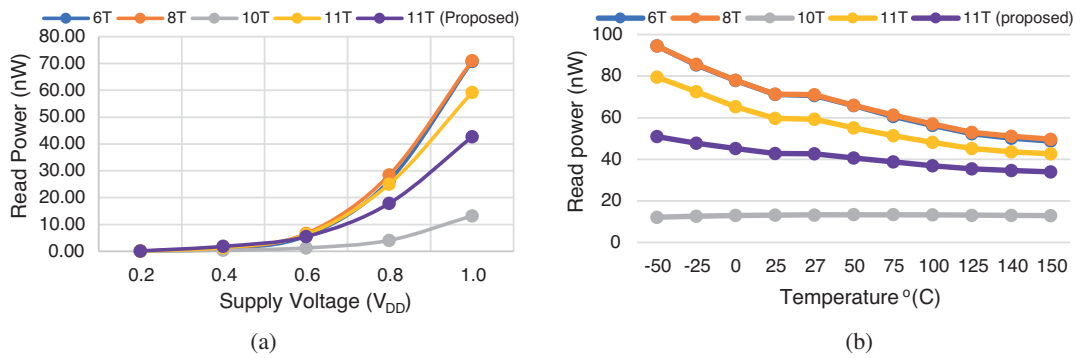 6T 8T 10T 11T 11T (Proposed)
Read Power (nW)
80.00
70.00
60.00
50.00
40.00
30.00
20.00
10.00
0.00
0.2 0.4 0.6 0.8 1.0
Supply Voltage (VDD)
(a)
6T 8T 10T 11T 11T (proposed)
Read power (nW)
100
80
60
40
20
0
-50 -25 0 25 27 50 75 100 125 140 150
Temperature o(C)
(b)